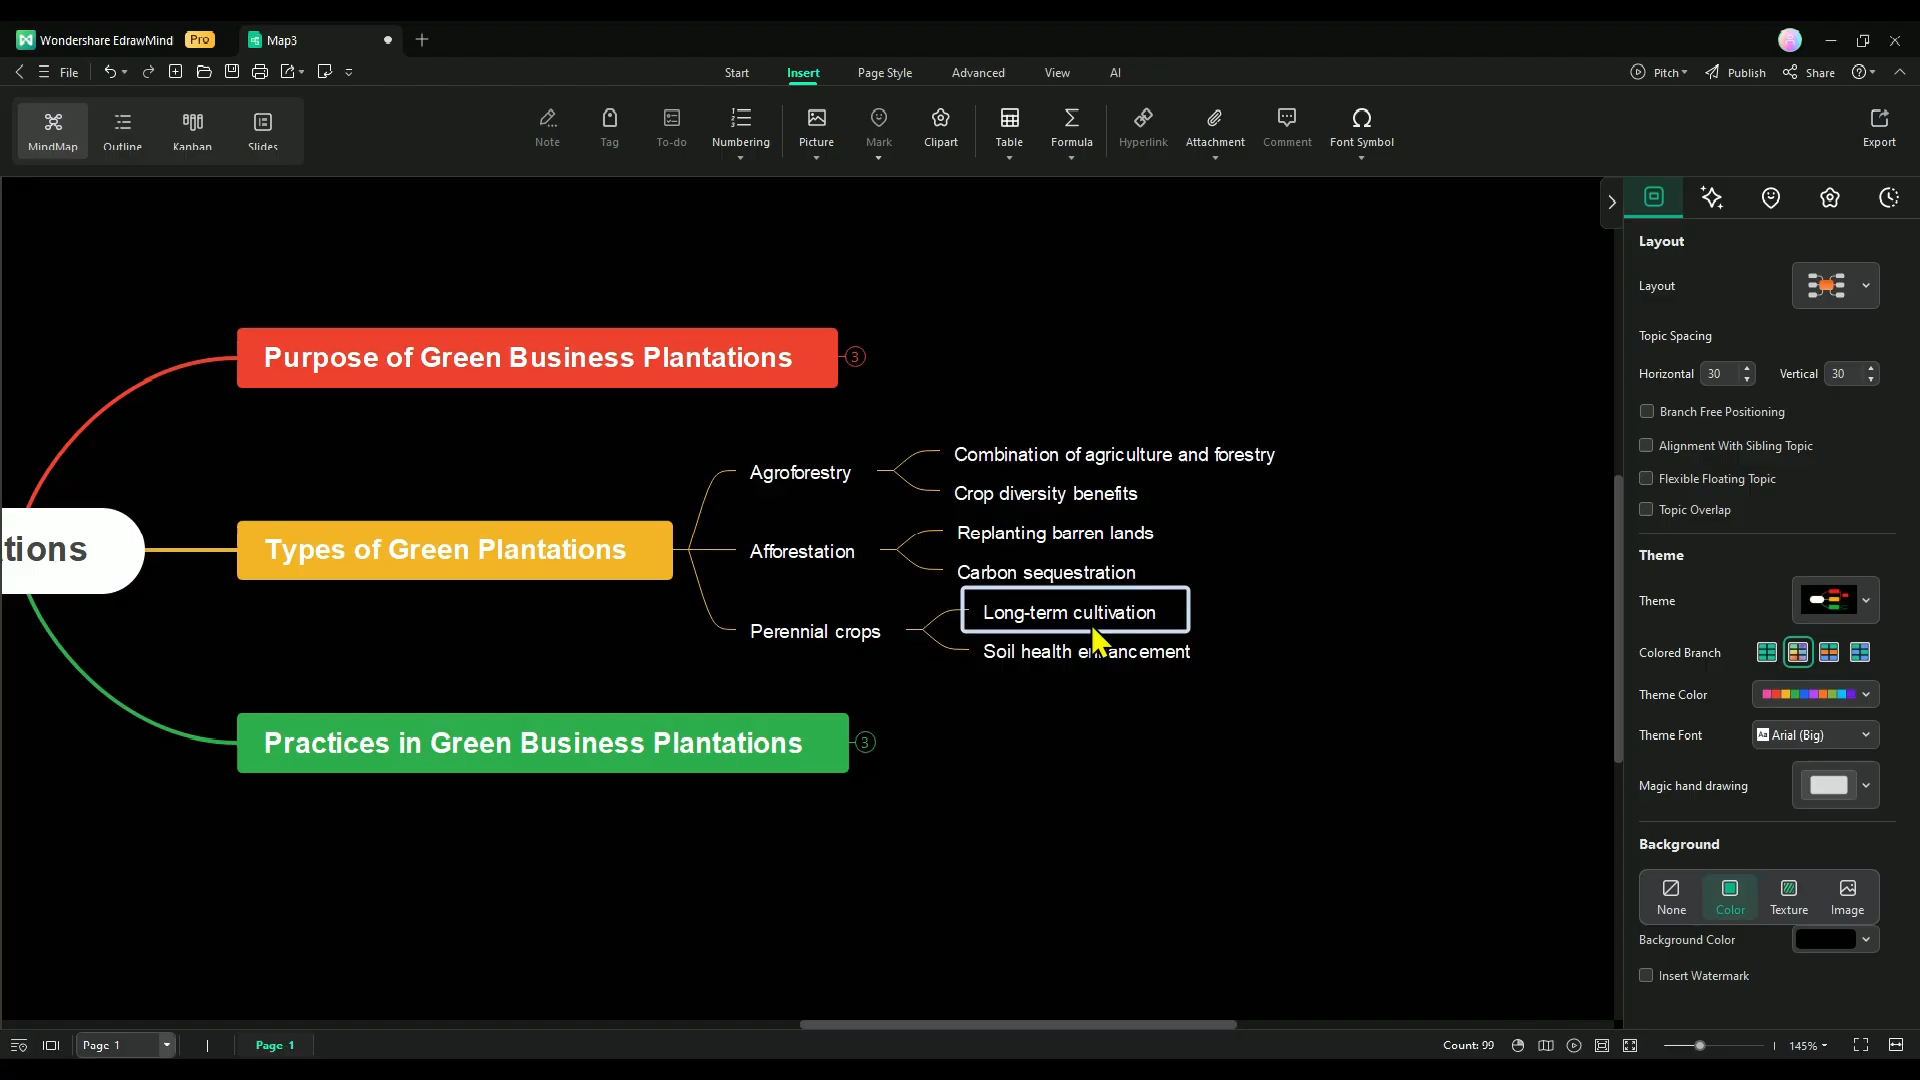 Wondershare EdrawMind Pro Map3
File
Start Insert Page Style Advanced View AI
Pitch Publish Share
MindMap Outline Kanban Slides
Note Tag To-do Numbering Picture Mark Clipart Table Formula Hyperlink Attachment Comment Font Symbol Export
Purpose of Green Business Plantations 3
Agroforestry
Combination of agriculture and forestry
Crop diversity benefits
tions
Types of Green Plantations
Afforestation
Replanting barren lands
Carbon sequestration
Perennial crops
Long-term cultivation
Soil health enhancement
Practices in Green Business Plantations 3
Layout
Layout
Topic Spacing
Horizontal 30 Vertical 30
Branch Free Positioning
Alignment With Sibling Topic
Flexible Floating Topic
Topic Overlap
Theme
Theme
Colored Branch
Theme Color
Theme Font Aa Arial (Big)
Magic hand drawing
Background
None Color Texture Image
Background Color
Insert Watermark
Page 1 Page 1
Count: 99 145%